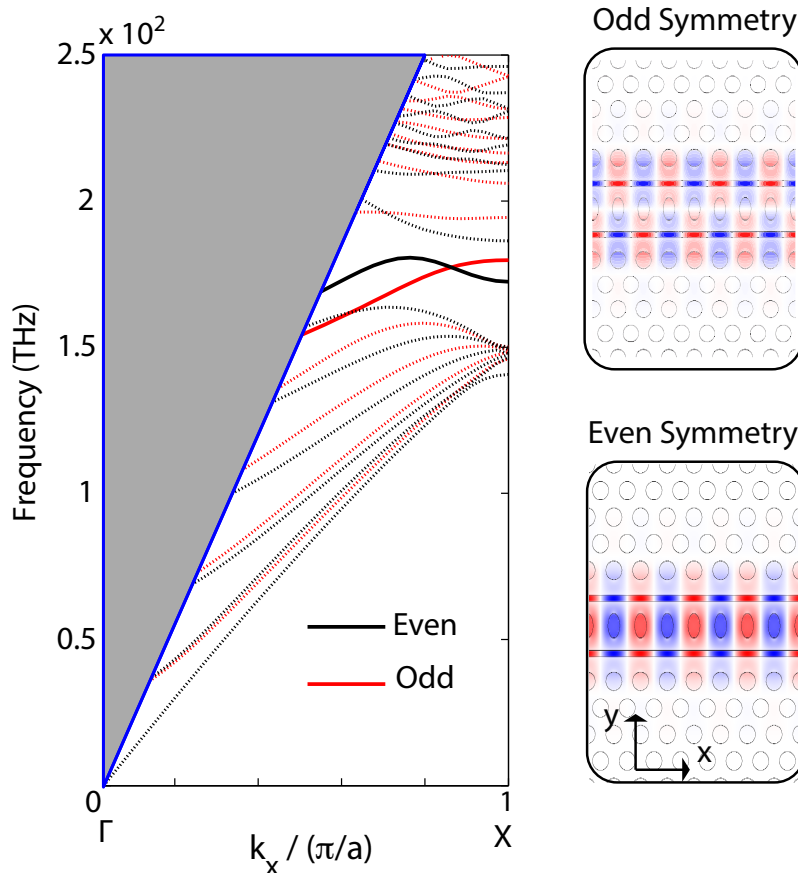 x 10²
2.5
2
1.5
1
0.5
0
Frequency (THz)
Even
Odd
1
Γ
k_x / (π/a)
X
Odd Symmetry
Even Symmetry
y
x